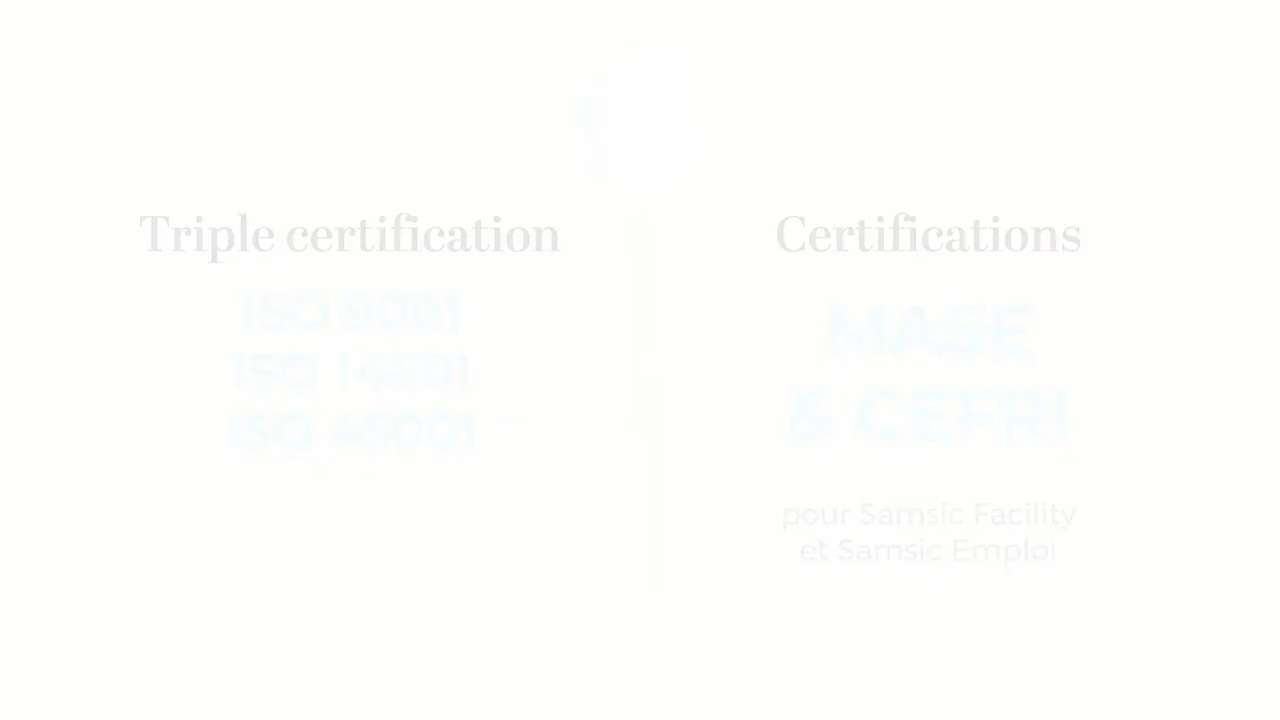 Triple certification
ISO 9001
ISO 14001
ISO 45001
Certifications
MASE
& CEFRI
pour Samsic Facility
et Samsic Emploi